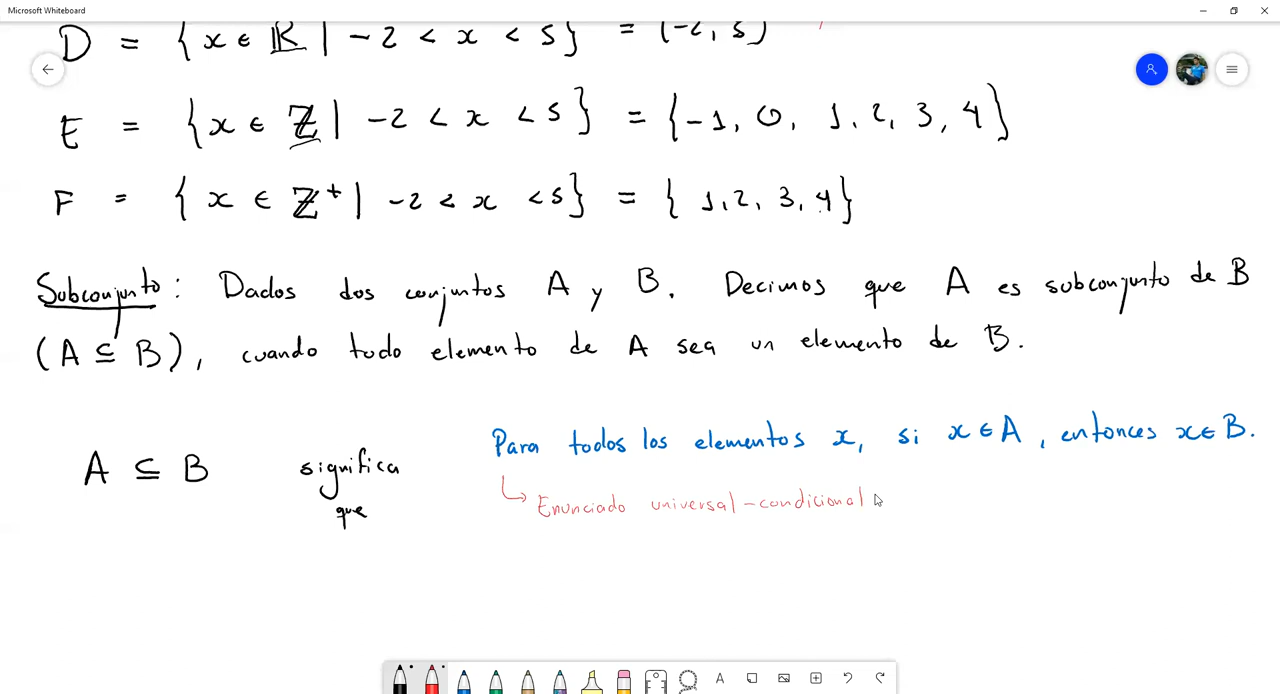 Microsoft Whiteboard
D = {x ∈ ℝ | -2 < x < 5} = (-2, 5)
E = {x ∈ ℤ | -2 < x < 5} = {-1, 0, 1, 2, 3, 4}
F = {x ∈ ℤ⁺ | -2 < x < 5} = {1, 2, 3, 4}
Subconjunto: Dados dos conjuntos A y B. Decimos que A es subconjunto de B
(A ⊆ B), cuando todo elemento de A sea un elemento de B.
Para todos los elementos x, si x ∈ A, entonces x ∈ B.
A ⊆ B significa que
↳ Enunciado universal-condicional
A